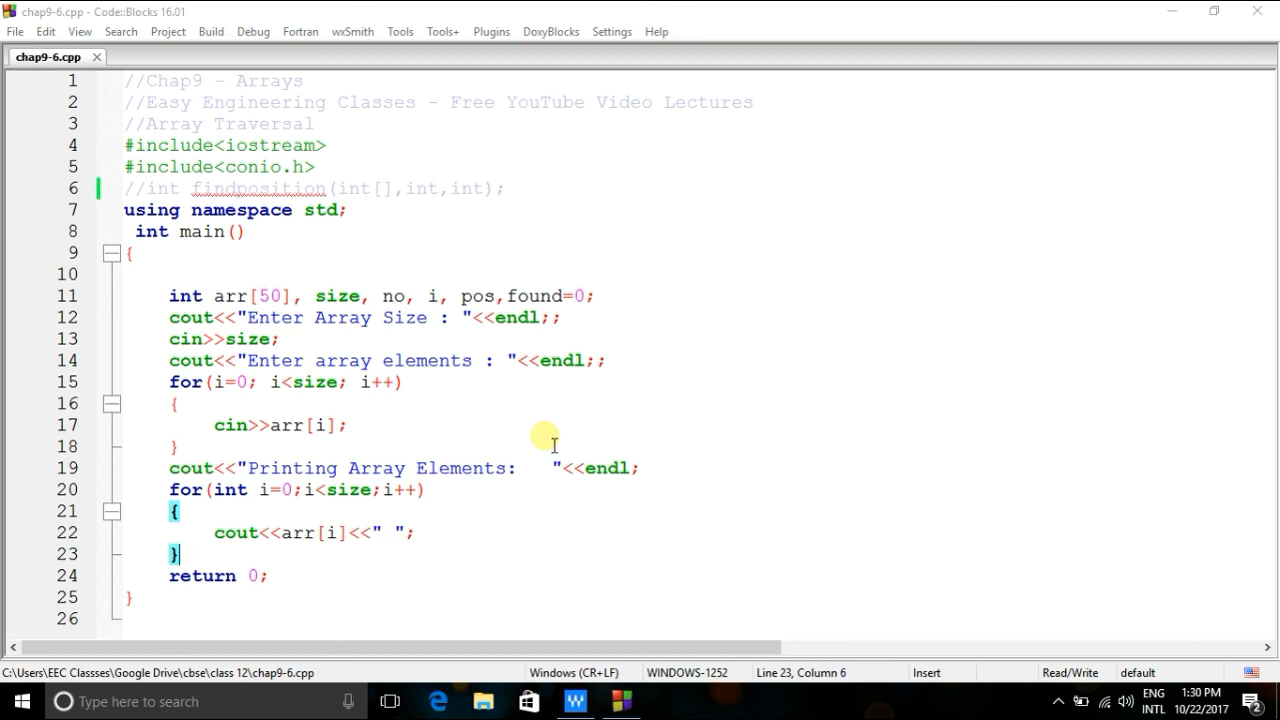 chap9-6.cpp - Code::Blocks 16.01
File Edit View Search Project Build Debug Fortran wxSmith Tools Tools+ Plugins DoxyBlocks Settings Help
chap9-6.cpp
1 //Chap9 - Arrays
2 //Easy Engineering Classes - Free YouTube Video Lectures
3 //Array Traversal
4 #include<iostream>
5 #include<conio.h>
6 //int findposition(int[],int,int);
7 using namespace std;
8 int main()
9 {
10
11 int arr[50], size, no, i, pos,found=0;
12 cout<<"Enter Array Size : "<<endl;;
13 cin>>size;
14 cout<<"Enter array elements : "<<endl;;
15 for(i=0; i<size; i++)
16 {
17 cin>>arr[i];
18 }
19 cout<<"Printing Array Elements:   "<<endl;
20 for(int i=0;i<size;i++)
21 {
22 cout<<arr[i]<<" ";
23 }
24 return 0;
25 }
26
C:\Users\EEC Classses\Google Drive\cbse\class 12\chap9-6.cpp Windows (CR+LF) WINDOWS-1252 Line 23, Column 6 Insert Read/Write default
Type here to search ENG 1:30 PM
INTL 10/22/2017 2